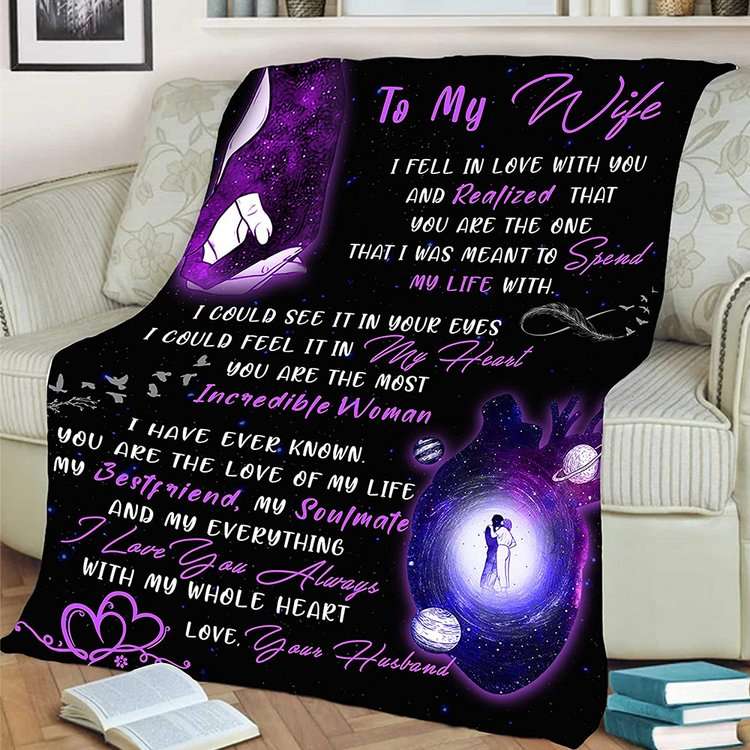 To My Wife
I FELL IN LOVE WITH YOU
AND Realized THAT
YOU ARE THE ONE
THAT I WAS MEANT TO Spend
MY LIFE WITH.
I COULD SEE IT IN YOUR EYES
I COULD FEEL IT IN My Heart
YOU ARE THE MOST
Incredible Woman
I HAVE EVER KNOWN.
YOU ARE THE LOVE OF MY LIFE
MY Bestfriend, MY Soulmate
AND MY EVERYTHING
I Love You Always
WITH MY WHOLE HEART
LOVE, Your Husband